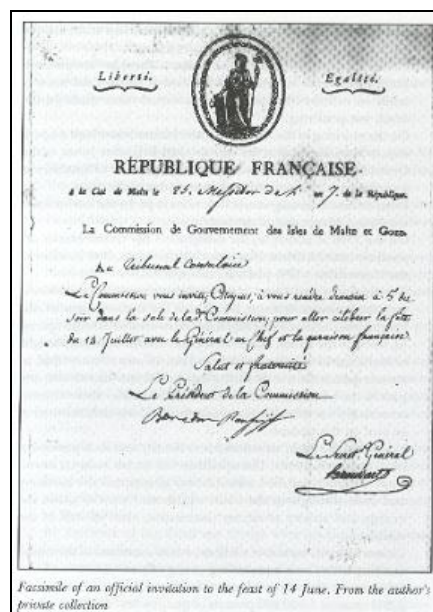 Liberté. Egalité.
RÉPUBLIQUE FRANÇAISE.
à la Cité de Malte le 25. Messidor de l' an 7. de la République.
La Commission de Gouvernement des Isles de Malte et Goze.
Au Tribunal Consulaire
La Commission vous invite, Citoyens, à vous rendre demain à 5 du
soir dans la sale de la Commission, pour aller célébrer la fête
du 14 Juillet avec le Général en Chef et la garnison française.
Salut et fraternité
Le Président de la Commission
Le Général
Facsimile of an official invitation to the feast of 14 June. From the author's
private collection